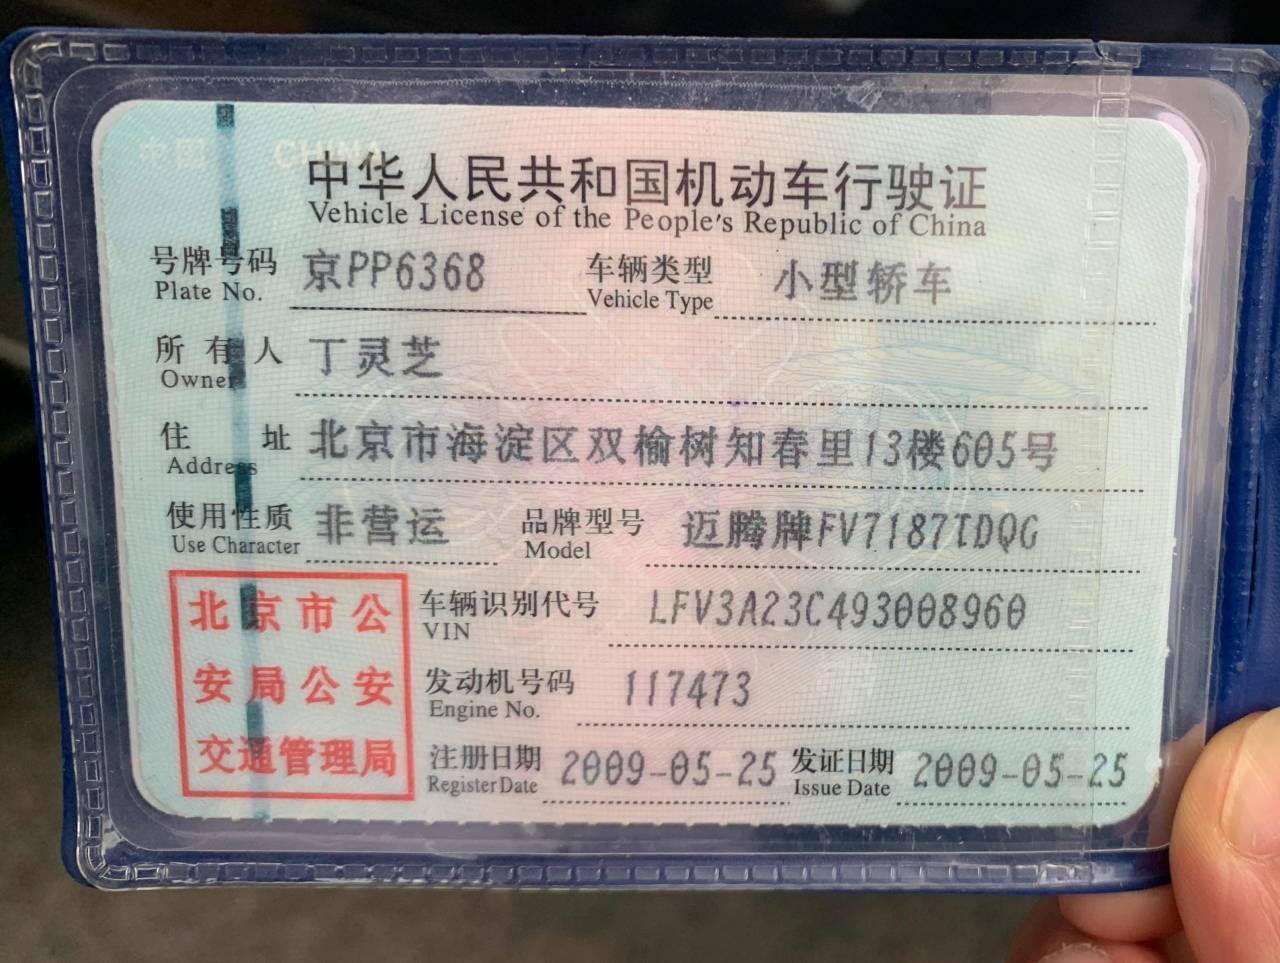 中国 CHINA
中华人民共和国机动车行驶证
Vehicle License of the People's Republic of China
号牌号码 京PP6368 车辆类型 小型轿车
Plate No. Vehicle Type
所有人 丁灵芝
Owner
住址 北京市海淀区双榆树知春里13楼605号
Address
使用性质 非营运 品牌型号 迈腾牌FV7187TDQG
Use Character Model
北京市公
安局公安
交通管理局
车辆识别代号 LFV3A23C493008960
VIN
发动机号码 117473
Engine No.
注册日期 2009-05-25 发证日期 2009-05-25
Register Date Issue Date